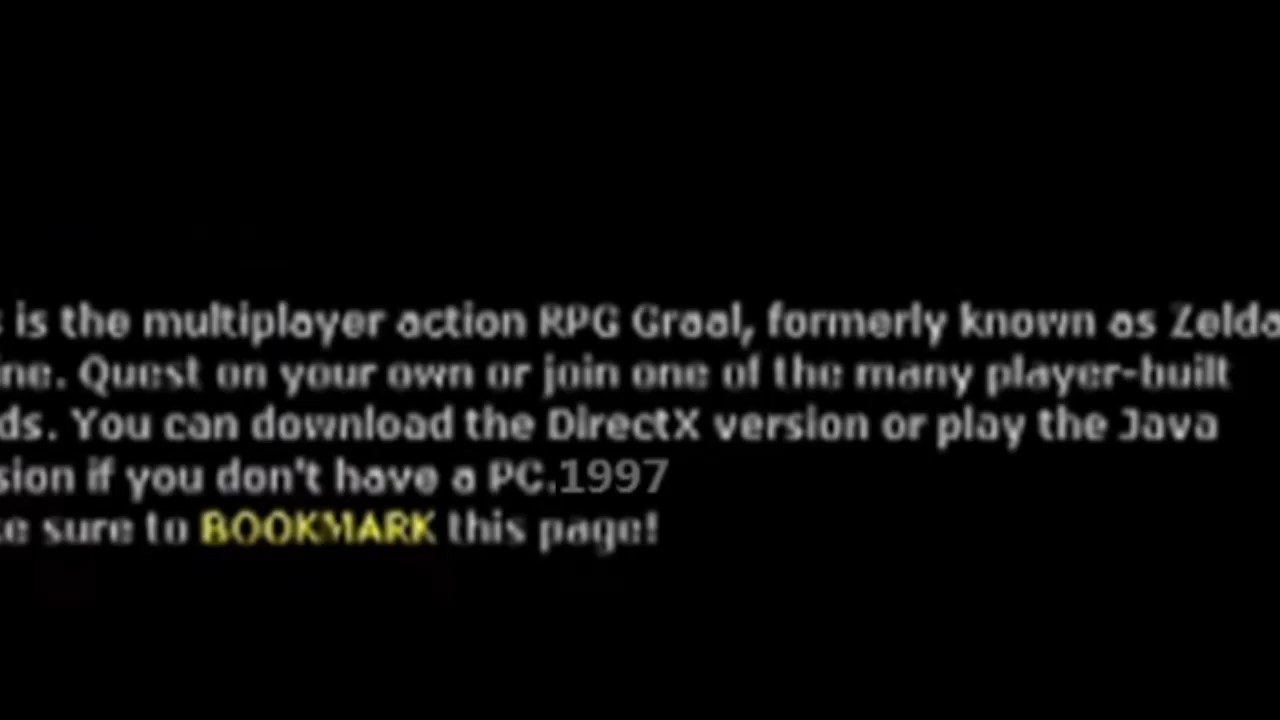 s is the multiplayer action RPG Graal, formerly known as Zelda
ine. Quest on your own or join one of the many player-built
ds. You can download the DirectX version or play the Java
sion if you don't have a PC.1997
ke sure to BOOKMARK this page!